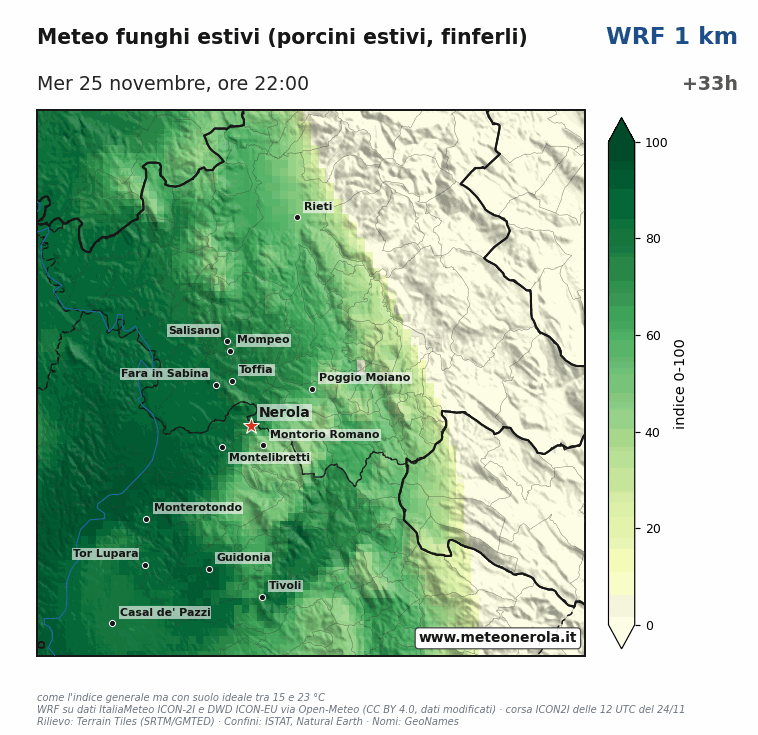 Meteo funghi estivi (porcini estivi, finferli)
WRF 1 km
Mer 25 novembre, ore 22:00
+33h
Rieti
Salisano
Mompeo
Toffia
Fara in Sabina
Poggio Moiano
Nerola
Montorio Romano
Montelibretti
Monterotondo
Tor Lupara
Guidonia
Tivoli
Casal de' Pazzi
www.meteonerola.it
100
80
60
40
20
0
indice 0-100
come l'indice generale ma con suolo ideale tra 15 e 23 °C
WRF su dati ItaliaMeteo ICON-2I e DWD ICON-EU via Open-Meteo (CC BY 4.0, dati modificati) · corsa ICON2I delle 12 UTC del 24/11
Rilievo: Terrain Tiles (SRTM/GMTED) · Confini: ISTAT, Natural Earth · Nomi: GeoNames